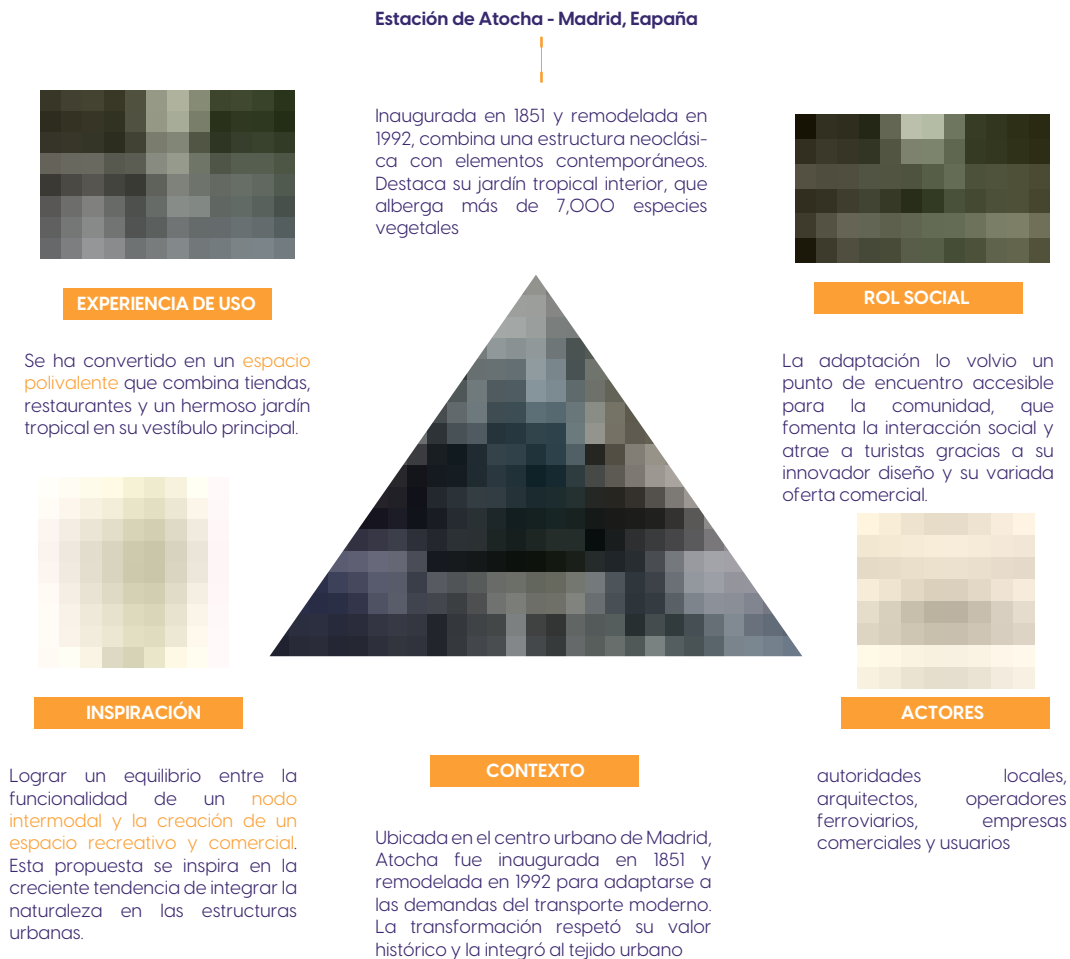 Estación de Atocha - Madrid, Eapaña
Inaugurada en 1851 y remodelada en
1992, combina una estructura neoclási-
ca con elementos contemporáneos.
Destaca su jardín tropical interior, que
alberga más de 7,000 especies
vegetales
EXPERIENCIA DE USO
Se ha convertido en un espacio
polivalente que combina tiendas,
restaurantes y un hermoso jardín
tropical en su vestíbulo principal.
ROL SOCIAL
La adaptación lo volvio un
punto de encuentro accesible
para la comunidad, que
fomenta la interacción social y
atrae a turistas gracias a su
innovador diseño y su variada
oferta comercial.
INSPIRACIÓN
Lograr un equilibrio entre la
funcionalidad de un nodo
intermodal y la creación de un
espacio recreativo y comercial.
Esta propuesta se inspira en la
creciente tendencia de integrar la
naturaleza en las estructuras
urbanas.
CONTEXTO
Ubicada en el centro urbano de Madrid,
Atocha fue inaugurada en 1851 y
remodelada en 1992 para adaptarse a
las demandas del transporte moderno.
La transformación respetó su valor
histórico y la integró al tejido urbano
ACTORES
autoridades locales,
arquitectos, operadores
ferroviarios, empresas
comerciales y usuarios